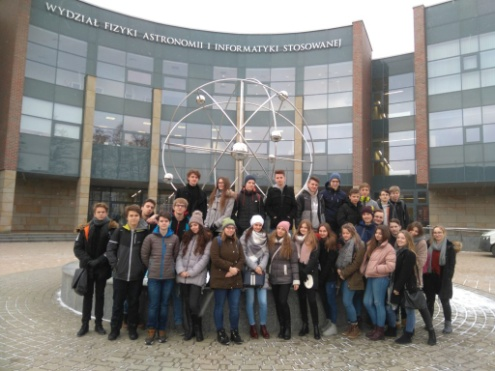 WYDZIAŁ FIZYKI ASTRONOMII I INFORMATYKI STOSOWANEJ